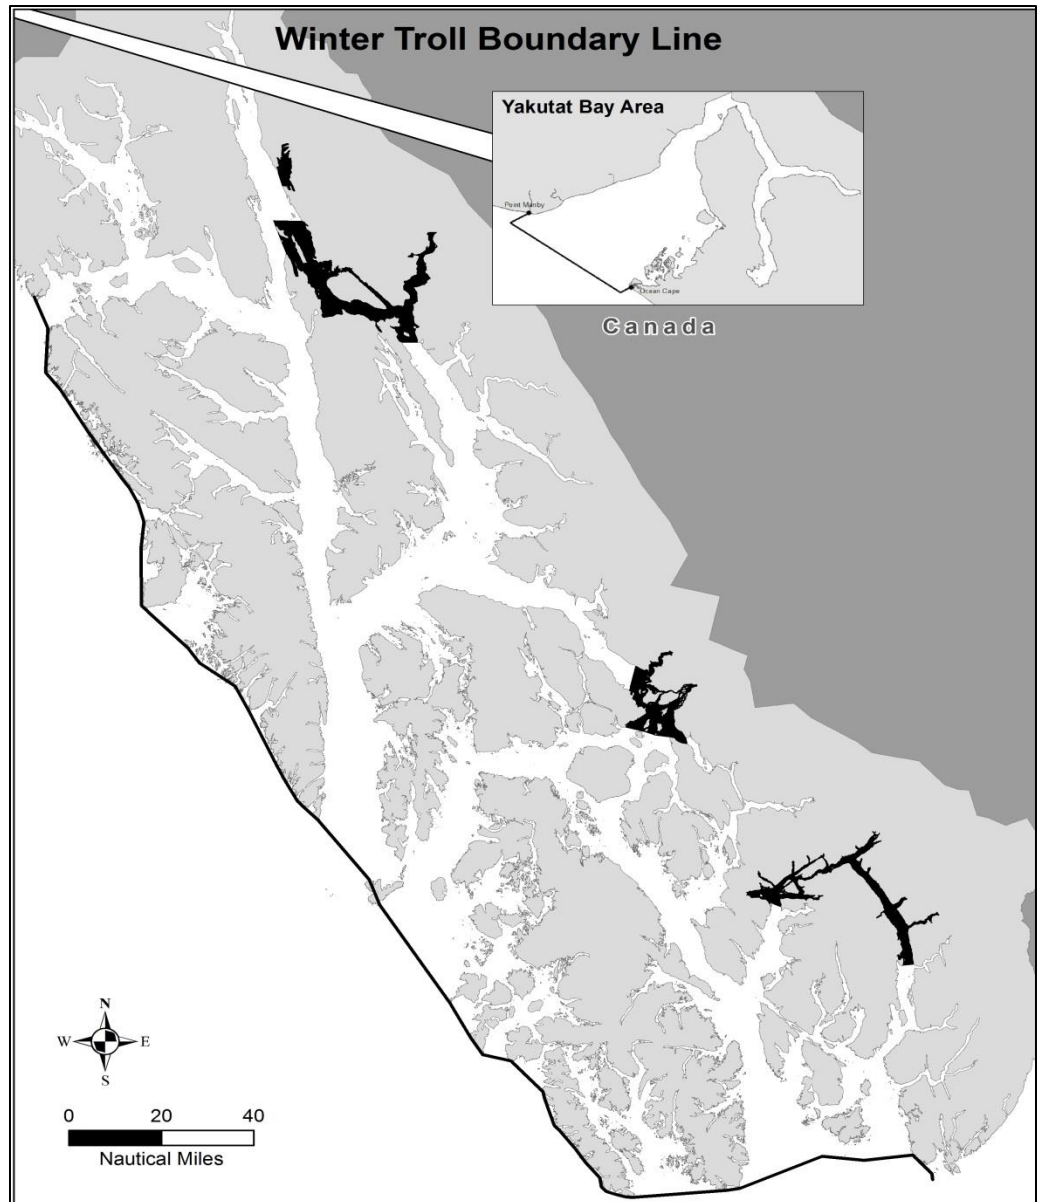 Winter Troll Boundary Line
Yakutat Bay Area
Point Manby
Ocean Cape
Canada
N
W E
S
0 20 40
Nautical Miles